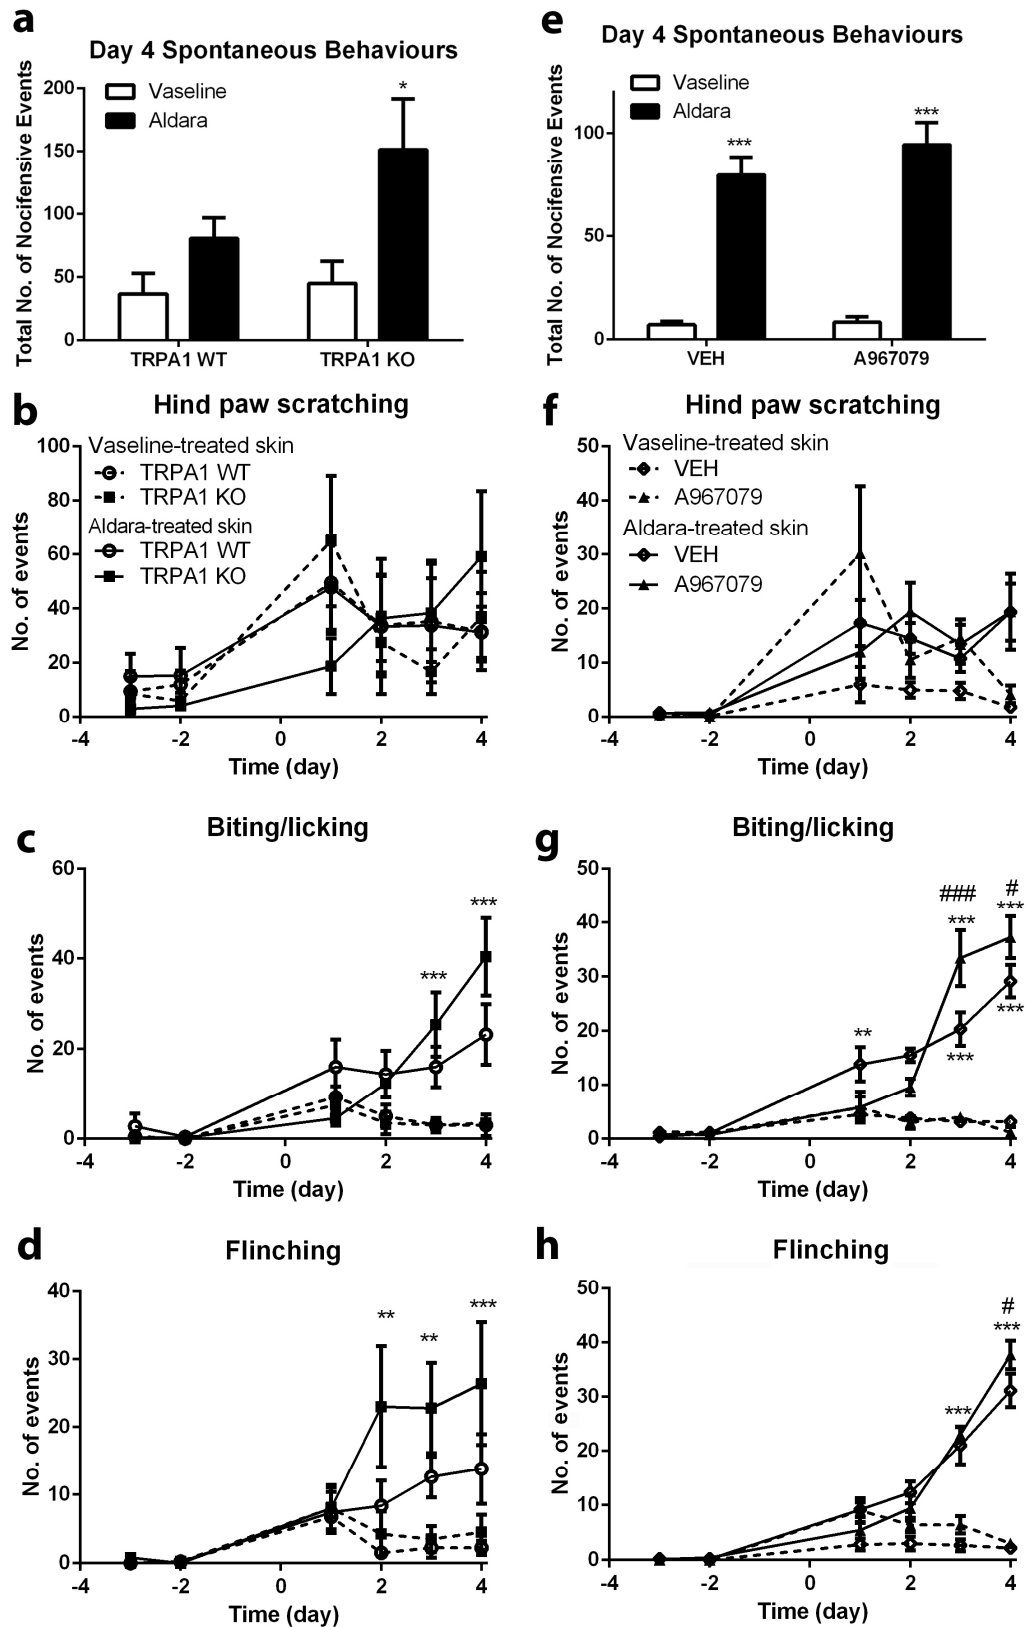 a
Day 4 Spontaneous Behaviours
Vaseline
Aldara
*
Total No. of Nocifensive Events
200
150
100
50
0
TRPA1 WT
TRPA1 KO
b
Hind paw scratching
Vaseline-treated skin
TRPA1 WT
TRPA1 KO
Aldara-treated skin
TRPA1 WT
TRPA1 KO
No. of events
100
80
60
40
20
0
-4
-2
0
2
4
Time (day)
c
Biting/licking
No. of events
60
40
20
0
***
***
-4
-2
0
2
4
Time (day)
d
Flinching
No. of events
40
30
20
10
0
**
**
***
-4
-2
0
2
4
Time (day)
e
Day 4 Spontaneous Behaviours
Vaseline
Aldara
***
***
Total No. of Nocifensive Events
100
50
0
VEH
A967079
f
Hind paw scratching
Vaseline-treated skin
VEH
A967079
Aldara-treated skin
VEH
A967079
No. of events
50
40
30
20
10
0
-4
-2
0
2
4
Time (day)
g
Biting/licking
No. of events
50
40
30
20
10
0
**
###
***
***
#
***
***
-4
-2
0
2
4
Time (day)
h
Flinching
No. of events
50
40
30
20
10
0
***
#
***
-4
-2
0
2
4
Time (day)